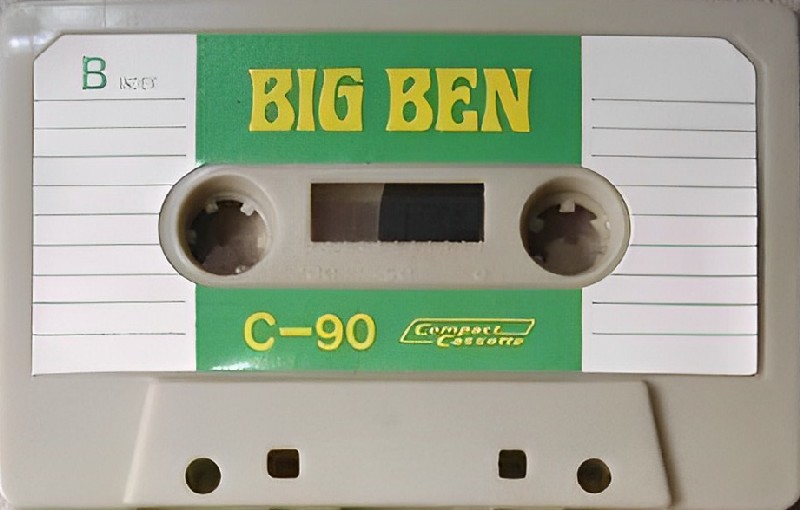 B
BIG BEN
C-90
Compact
Cassette